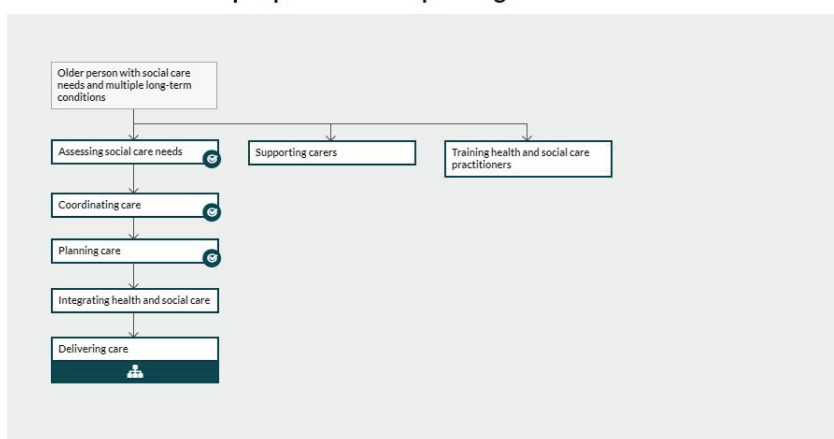 Older person with social care
needs and multiple long-term
conditions
Assessing social care needs
Supporting carers
Training health and social care
practitioners
Coordinating care
Planning care
Integrating health and social care
Delivering care